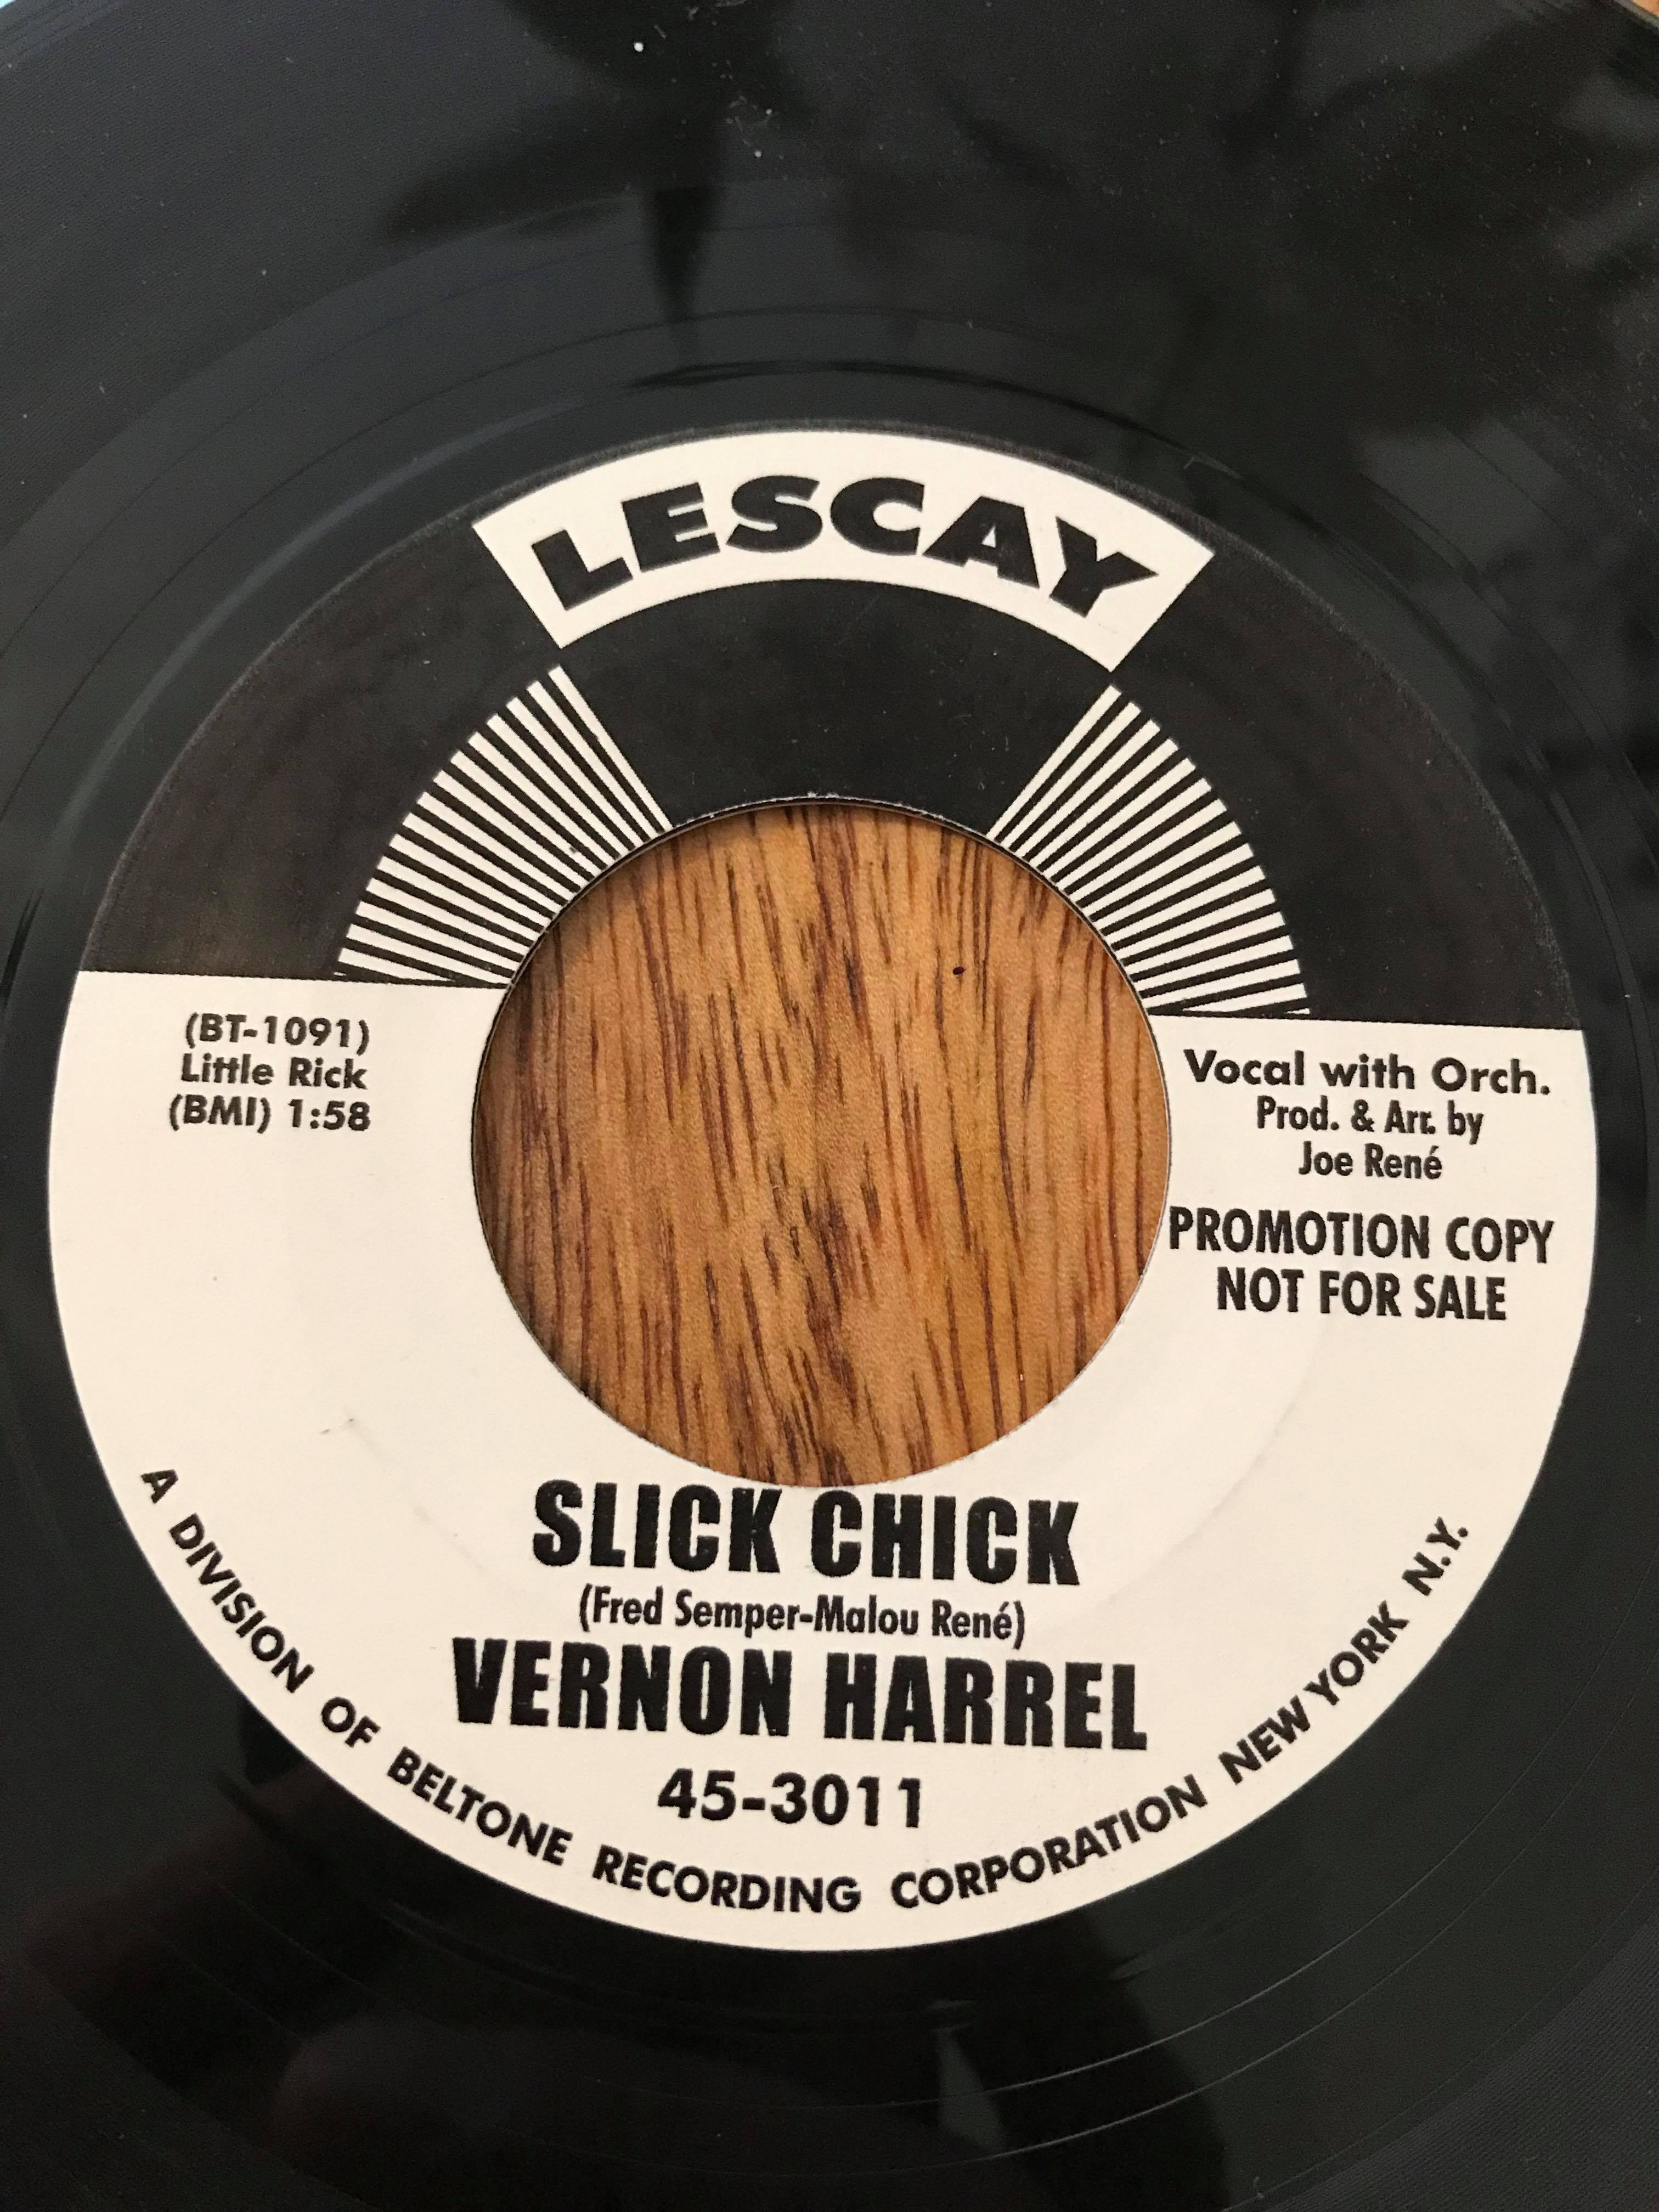 LESCAY
(BT-1091)
Little Rick
(BMI) 1:58
Vocal with Orch.
Prod. & Arr. by
Joe René
PROMOTION COPY
NOT FOR SALE
SLICK CHICK
(Fred Semper-Malou René)
VERNON HARREL
45-3011
A DIVISION OF BELTONE RECORDING CORPORATION NEW YORK N.Y.